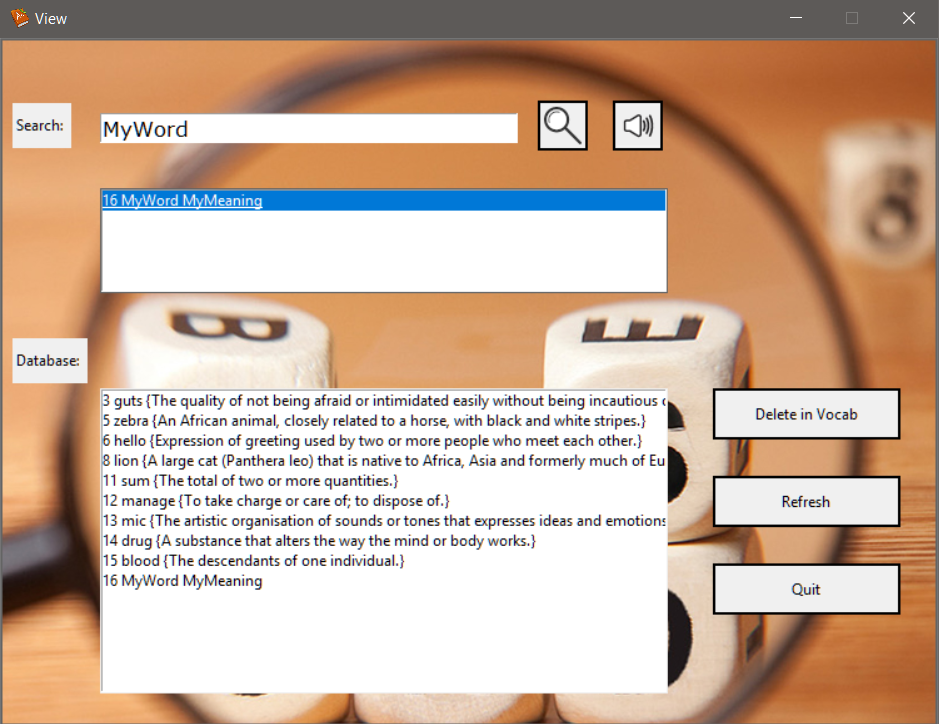 View
Search:
MyWord
16 MyWord MyMeaning
Database:
3 guts {The quality of not being afraid or intimidated easily without being incautious
5 zebra {An African animal, closely related to a horse, with black and white stripes.}
6 hello {Expression of greeting used by two or more people who meet each other.}
8 lion {A large cat (Panthera leo) that is native to Africa, Asia and formerly much of Eu
11 sum {The total of two or more quantities.}
12 manage {To take charge or care of; to dispose of.}
13 mic {The artistic organisation of sounds or tones that expresses ideas and emotions
14 drug {A substance that alters the way the mind or body works.}
15 blood {The descendants of one individual.}
16 MyWord MyMeaning
Delete in Vocab
Refresh
Quit
B
E